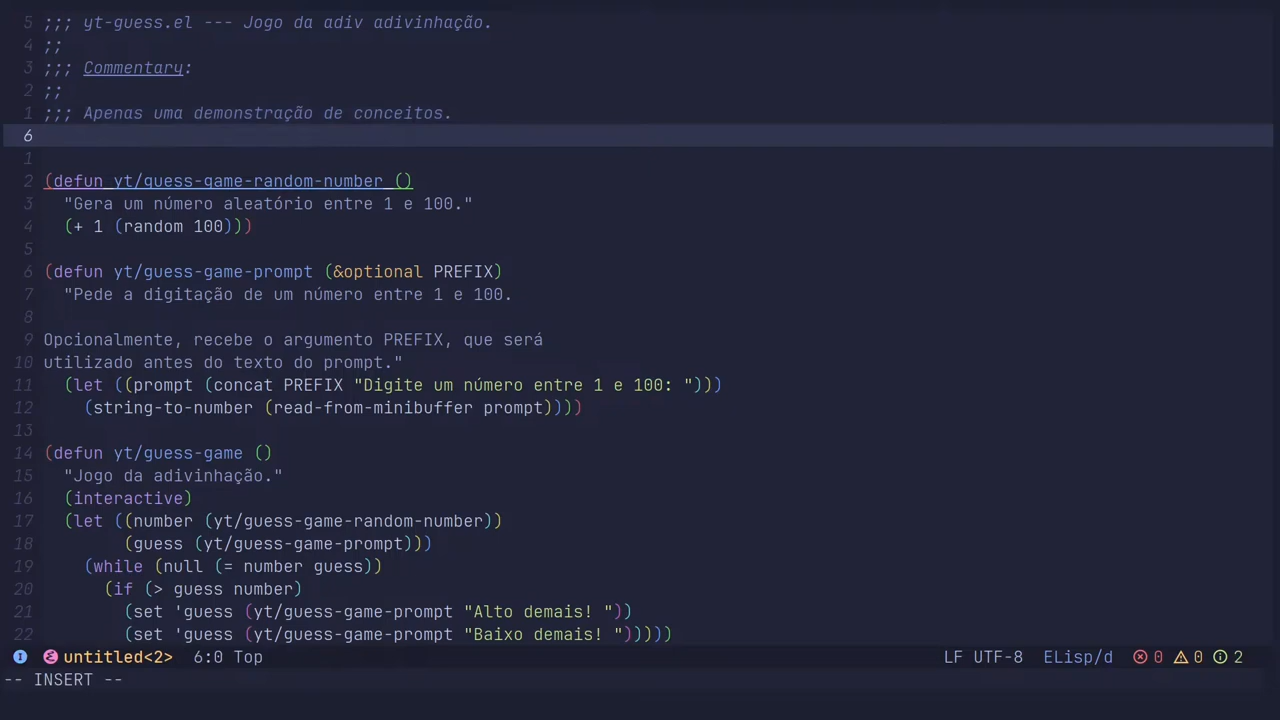 5 ;;; yt-guess.el --- Jogo da adiv adivinhação.
4 ;;
3 ;;; Commentary:
2 ;;
1 ;;; Apenas uma demonstração de conceitos.
6
1
2 (defun yt/guess-game-random-number ()
3 "Gera um número aleatório entre 1 e 100."
4 (+ 1 (random 100)))
5
6 (defun yt/guess-game-prompt (&optional PREFIX)
7 "Pede a digitação de um número entre 1 e 100.
8
9 Opcionalmente, recebe o argumento PREFIX, que será
10 utilizado antes do texto do prompt."
11 (let ((prompt (concat PREFIX "Digite um número entre 1 e 100: ")))
12 (string-to-number (read-from-minibuffer prompt))))
13
14 (defun yt/guess-game ()
15 "Jogo da adivinhação."
16 (interactive)
17 (let ((number (yt/guess-game-random-number))
18 (guess (yt/guess-game-prompt)))
19 (while (null (= number guess))
20 (if (> guess number)
21 (set 'guess (yt/guess-game-prompt "Alto demais! "))
22 (set 'guess (yt/guess-game-prompt "Baixo demais! ")))))
I untitled<2> 6:0 Top LF UTF-8 ELisp/d 0 0 2
-- INSERT --